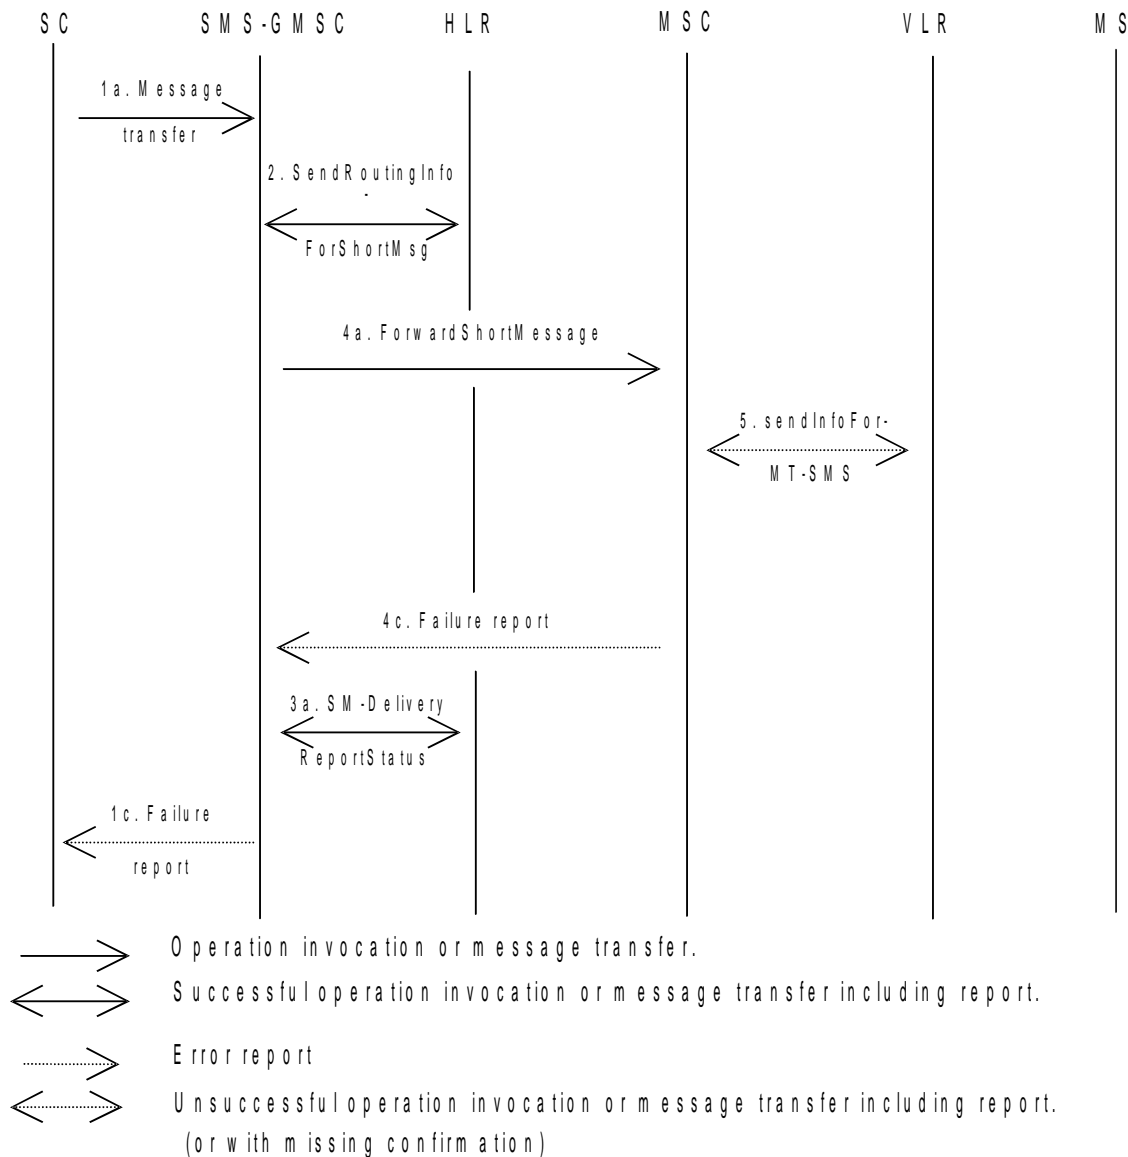 SC SMS-GMSC HLR MSC VLR MS
1a. Message
transfer
2. SendRoutingInfo
-
ForShortMsg
4a. ForwardShortMessage
5. sendInfoFor-
MT-SMS
4c. Failure report
3a. SM-Delivery
ReportStatus
1c. Failure
report
Operation invocation or message transfer.
Successful operation invocation or message transfer including report.
Error report
Unsuccessful operation invocation or message transfer including report.
(or with missing confirmation)